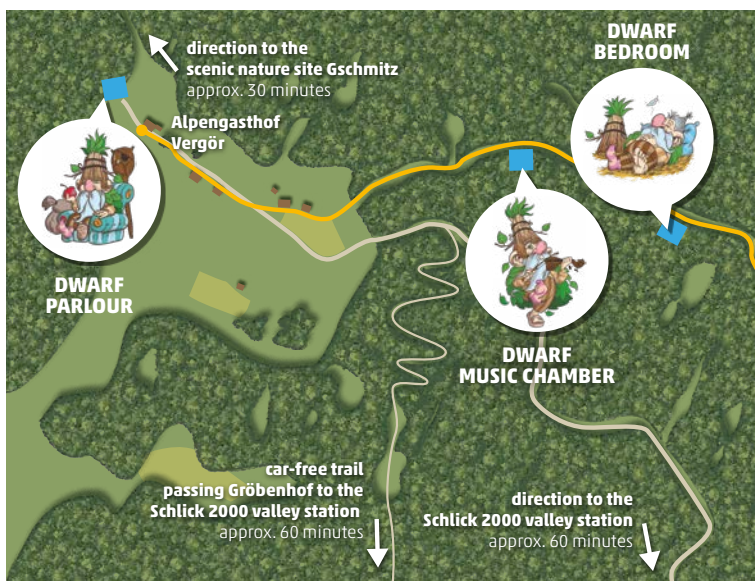 direction to the
scenic nature site Gschmitz
approx. 30 minutes
DWARF
BEDROOM
Alpengasthof
Vergör
DWARF
PARLOUR
DWARF
MUSIC CHAMBER
car-free trail
passing Gröbenhof to the
Schlick 2000 valley station
approx. 60 minutes
direction to the
Schlick 2000 valley station
approx. 60 minutes